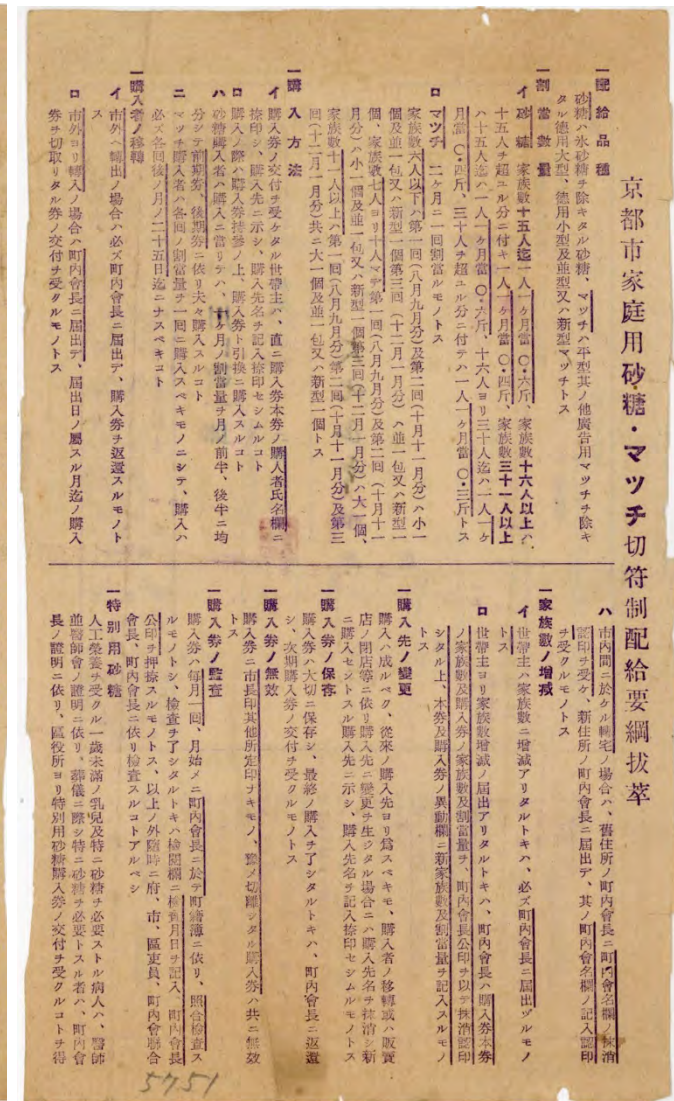 京都市家庭用砂糖・マツチ切符制配給要綱抜萃
一配給品種
砂糖ハ氷砂糖ヲ除キタル砂糖、マツチハ平型其ノ他廣告用マツチヲ除キ
タル德用大型、德用小型及並型又ハ新型マツチトス
一割當數量
イ 砂糖 家族數十五人迄一人一ケ月當〇・六斤、家族數十六人以上ハ
十五人ヲ超ユル分ニ付キ一人一ケ月當〇・四斤、家族數三十一人以上
ハ十五人迄ハ一人一ケ月當〇・六斤、十六人ヨリ三十人迄ハ一人一ケ
月當〇・四斤、三十人ヲ超ユル分ニ付テハ一人一ケ月當〇・三斤トス
ロ マツチ 二ケ月ニ一回割當ルモノトス
家族數六人以下ハ第一回(八月九月分)及第二回(十月十一月分)ハ小一
個及並一包又ハ新型一個第三回(十二月一月分)ハ並一包又ハ新型一
個、家族數七人ヨリ十人マデ第一回(八月九月分)及第二回(十月十一
月分)ハ小一個及並一包又ハ新型一個第三回(十二月一月分)ハ大一個、
家族數十一人以上ハ第一回(八月九月分)第二回(十月十一月分)及第三
回(十二月一月分)共ニ大一個及並一包又ハ新型一個トス
一購入方法
イ 購入券ノ交付ヲ受ケタル世帶主ハ、直ニ購入券本券ノ購入者氏名欄ニ
捺印シ、購入先ニ示シ、購入先名ヲ記入捺印セシムルコト
ロ 購入ノ際ハ購入券持參ノ上、購入券ト引換ニ購入スルコト
ハ 砂糖購入者ハ購入ニ當リテハ、一ケ月ノ割當量ヲ月ノ前半、後半ニ均
分シテ前期券、後期券ニ依リ夫々購入スルコト
ニ マツチ購入者ハ各回ノ割當量ヲ一回ニ購入スベキモノニシテ、購入ハ
必ズ各回後ノ月ノ二十五日迄ニナスベキコト
一購入者ノ移轉
イ 市外へ轉出ノ場合ハ必ズ町內會長ニ届出デ、購入券ヲ返還スルモノト
ス
ロ 市外ヨリ轉入ノ場合ハ町內會長ニ届出デ、届出日ノ屬スル月迄ノ購入
券ヲ切取リタル券ノ交付ヲ受クルモノトス
ハ 市內間ニ於ケル轉宅ノ場合ハ、舊住所ノ町內會長ニ町內會名欄ノ抹消
認印ヲ受ケ、新住所ノ町內會長ニ届出デ、其ノ町內會名欄ノ記入認印
ヲ受クルモノトス
一家族數ノ增減
イ 世帶主ハ家族數ニ增減アリタルトキハ、必ズ町內會長ニ届出ヅルモノ
トス
ロ 世帶主ヨリ家族數增減ノ届出アリタルトキハ、町內會長ハ購入券本券
ノ家族數及購入券ノ家族數及割當量ヲ、町內會長公印ヲ以テ抹消認印
シタル上、本券及購入券ノ異動欄ニ新家族數及割當量ヲ記入スルモノ
トス
一購入先ノ變更
購入ハ成ルベク、從來ノ購入先ヨリ爲スベキモ、購入者ノ移轉或ハ販賣
店ノ閉店等ニ依リ購入先ニ變更ヲ生ジタル場合ニハ購入先名ヲ抹消シ新
ニ購入セントスル購入先ニ示シ、購入先名ヲ記入捺印セシムルモノトス
一購入券ノ保存
購入券ハ大切ニ保存シ、最終ノ購入ヲ了シタルトキハ、町內會長ニ返還
シ、次期購入券ノ交付ヲ受クルモノトス
一購入券ノ無效
購入券ニ市長印其他所定印ナキモノ、豫メ切離シタル購入券ハ共ニ無效
トス
一購入券ノ監査
購入券ハ每月一回、月始メニ町內會長ニ於テ町籍簿ニ依リ、照合檢査ス
ルモノトシ、檢査ヲ了シタルトキハ檢閱欄ニ檢査月日ヲ記入、町內會長
公印ヲ押捺スルモノトス、以上ノ外隨時ニ府、市、區吏員、町內會聯合
會長、町內會長ニ依リ檢査スルコトアルベシ
一特別用砂糖
人工榮養ヲ受クル一歲未滿ノ乳兒及特ニ砂糖ヲ必要ストル病人ハ、醫師
並醫師會ノ證明ニ依リ、葬儀ニ際シ特ニ砂糖ヲ必要トスル者ハ、町內會
長ノ證明ニ依リ、區役所ヨリ特別用砂糖購入券ノ交付ヲ受クルコトヲ得
5751